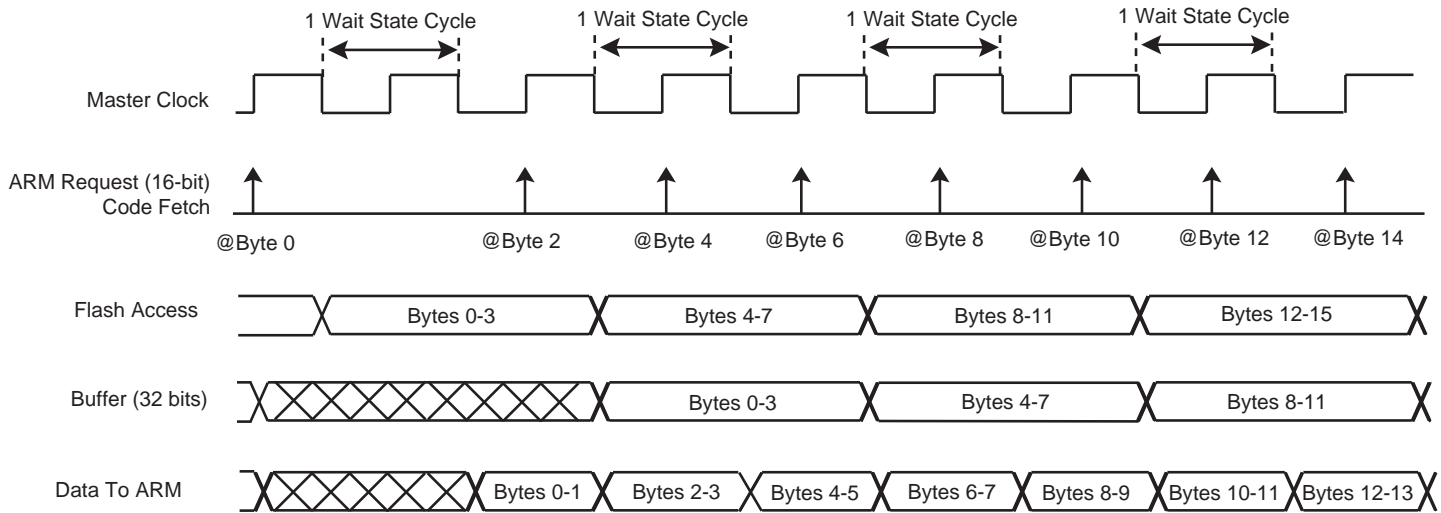 1 Wait State Cycle 1 Wait State Cycle 1 Wait State Cycle 1 Wait State Cycle
Master Clock
ARM Request (16-bit)
Code Fetch
@Byte 0 @Byte 2 @Byte 4 @Byte 6 @Byte 8 @Byte 10 @Byte 12 @Byte 14
Flash Access Bytes 0-3 Bytes 4-7 Bytes 8-11 Bytes 12-15
Buffer (32 bits) Bytes 0-3 Bytes 4-7 Bytes 8-11
Data To ARM Bytes 0-1 Bytes 2-3 Bytes 4-5 Bytes 6-7 Bytes 8-9 Bytes 10-11 Bytes 12-13